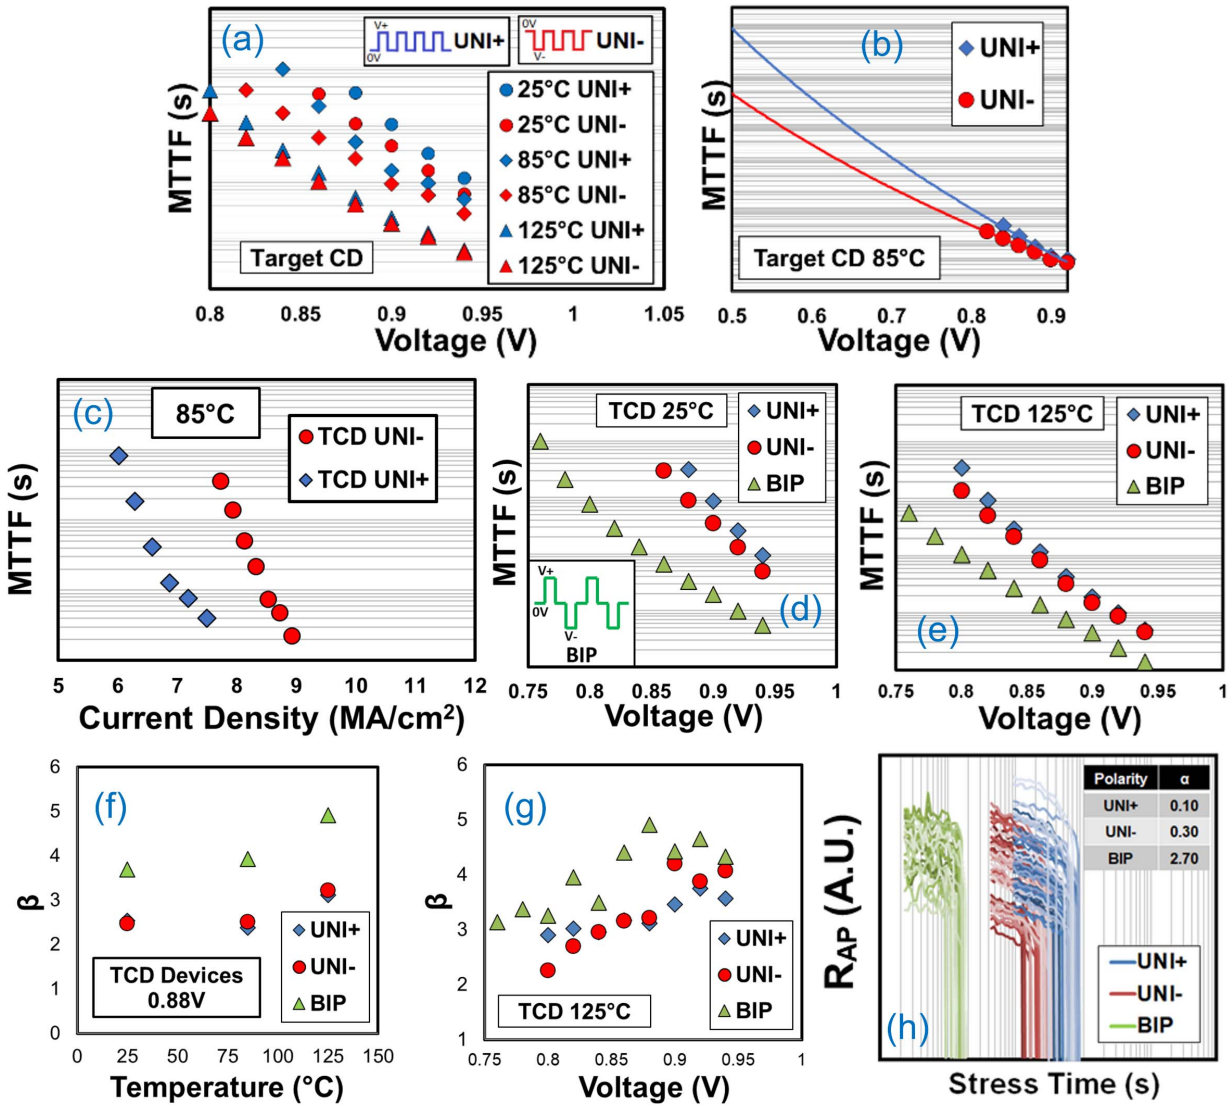 (a)
V+
0V
UNI+
0V
V-
UNI-
25°C UNI+
25°C UNI-
85°C UNI+
85°C UNI-
125°C UNI+
125°C UNI-
Target CD
MTTF (s)
0.8 0.85 0.9 0.95 1 1.05
Voltage (V)
(b)
UNI+
UNI-
Target CD 85°C
MTTF (s)
0.5 0.6 0.7 0.8 0.9
Voltage (V)
(c)
85°C
TCD UNI-
TCD UNI+
MTTF (s)
5 6 7 8 9 10 11 12
Current Density (MA/cm²)
TCD 25°C
UNI+
UNI-
BIP
MTTF (s)
V+
0V
V-
BIP
(d)
0.75 0.8 0.85 0.9 0.95 1
Voltage (V)
TCD 125°C
UNI+
UNI-
BIP
MTTF (s)
(e)
0.75 0.8 0.85 0.9 0.95 1
Voltage (V)
(f)
6
5
4
3
2
1
0
β
UNI+
UNI-
BIP
TCD Devices
0.88V
0 25 50 75 100 125 150
Temperature (°C)
(g)
6
5
4
3
2
1
β
UNI+
UNI-
BIP
TCD 125°C
0.76 0.8 0.85 0.9 0.95 1
Voltage (V)
Polarity α
UNI+ 0.10
UNI- 0.30
BIP 2.70
RAP (A.U.)
UNI+
UNI-
BIP
(h)
Stress Time (s)